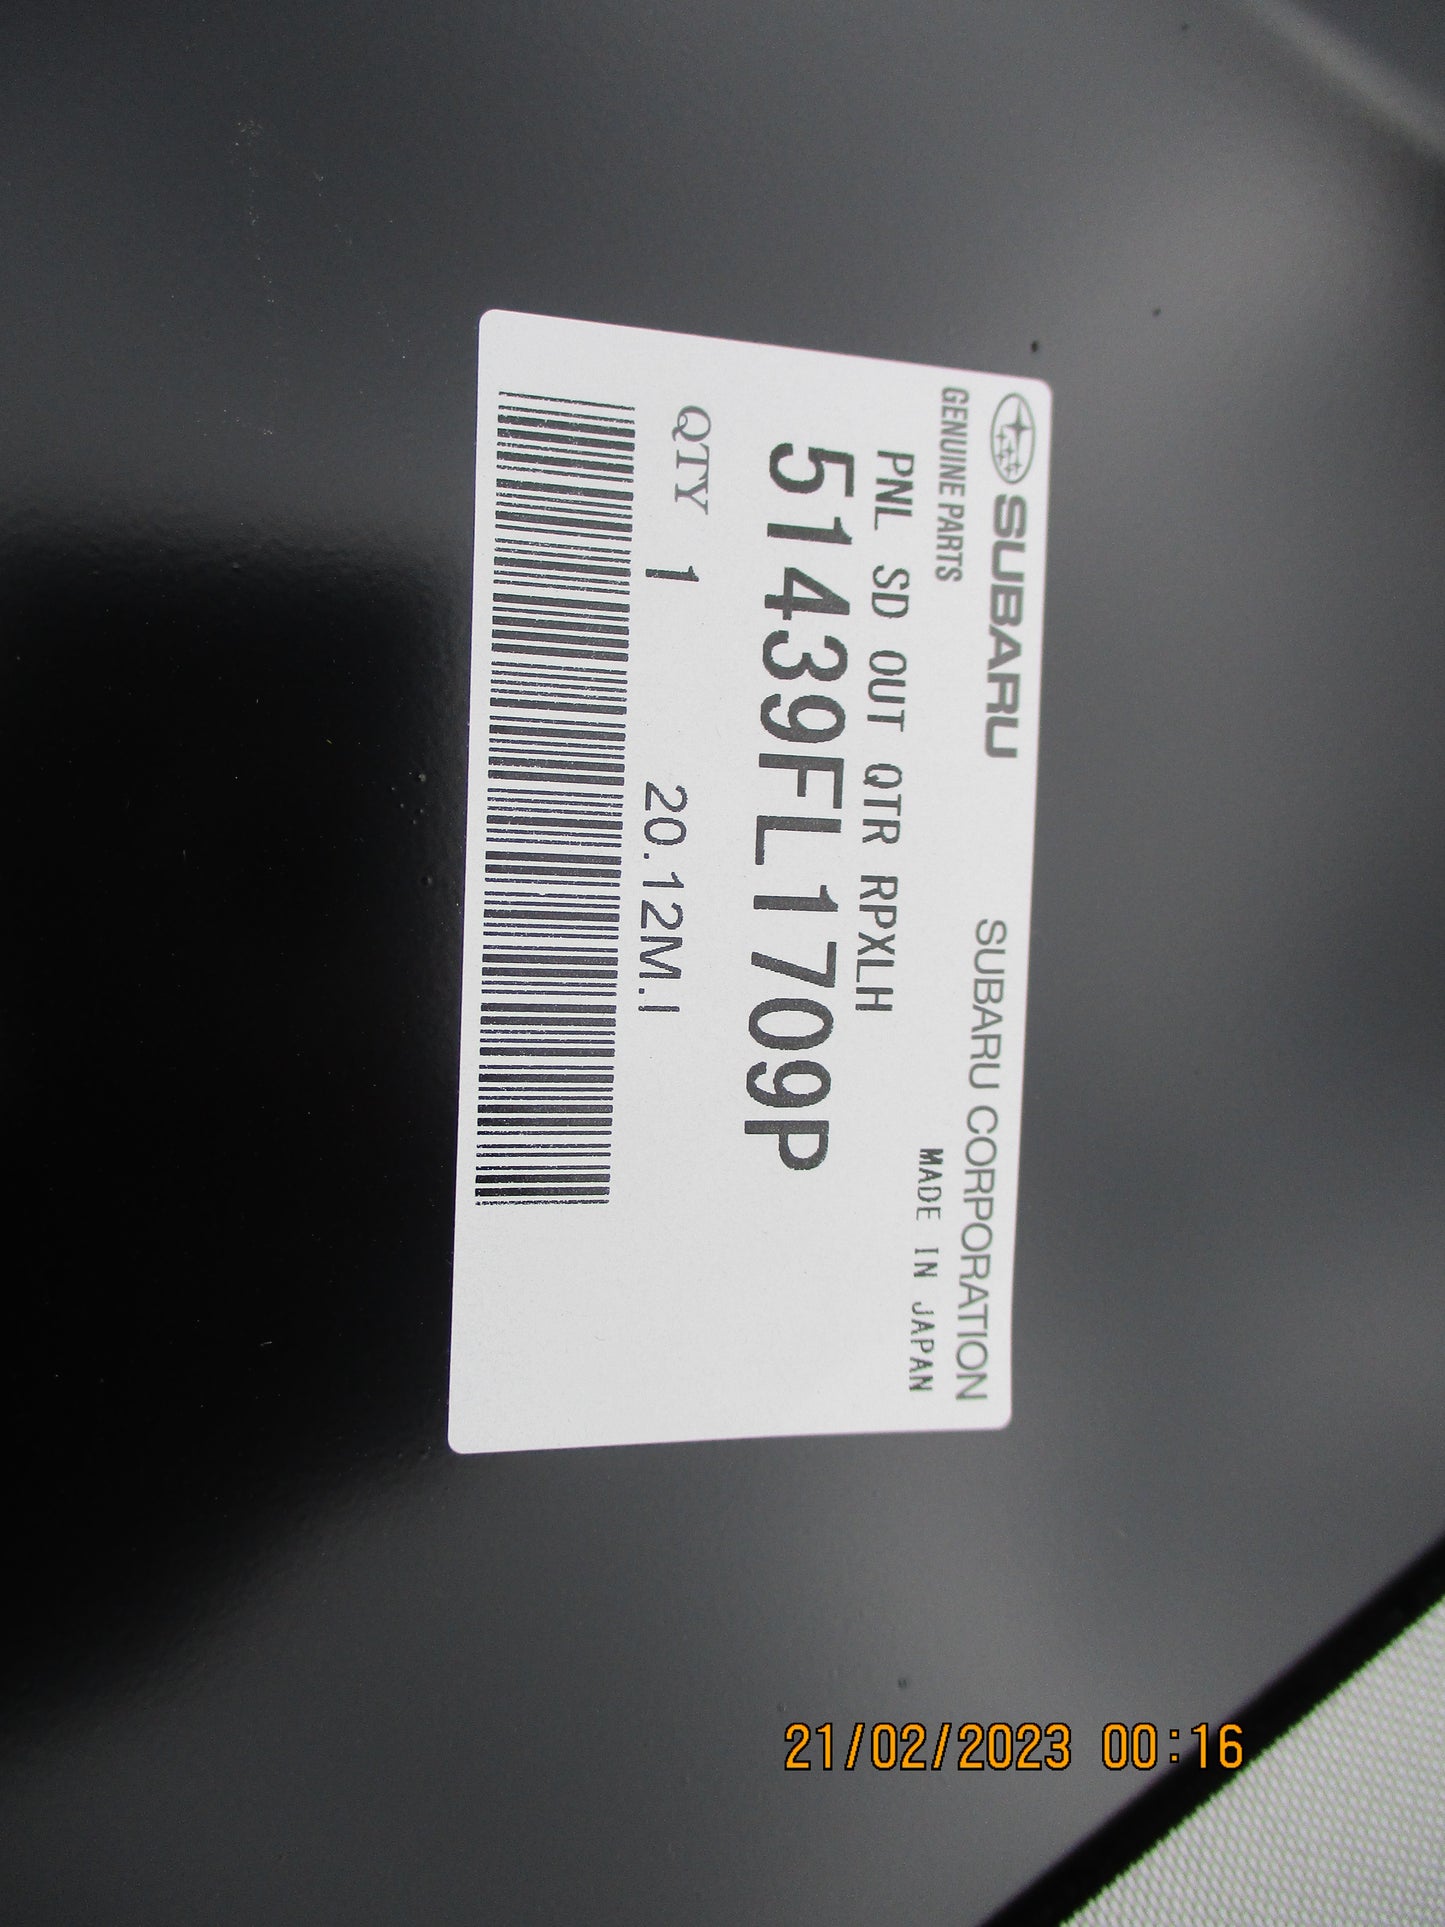 SUBARU SUBARU CORPORATION
GENUINE PARTS MADE IN JAPAN
PNL SD OUT QTR RPXLH
51439FL1709P
QTY 1 20.12M.I
21/02/2023 00:16